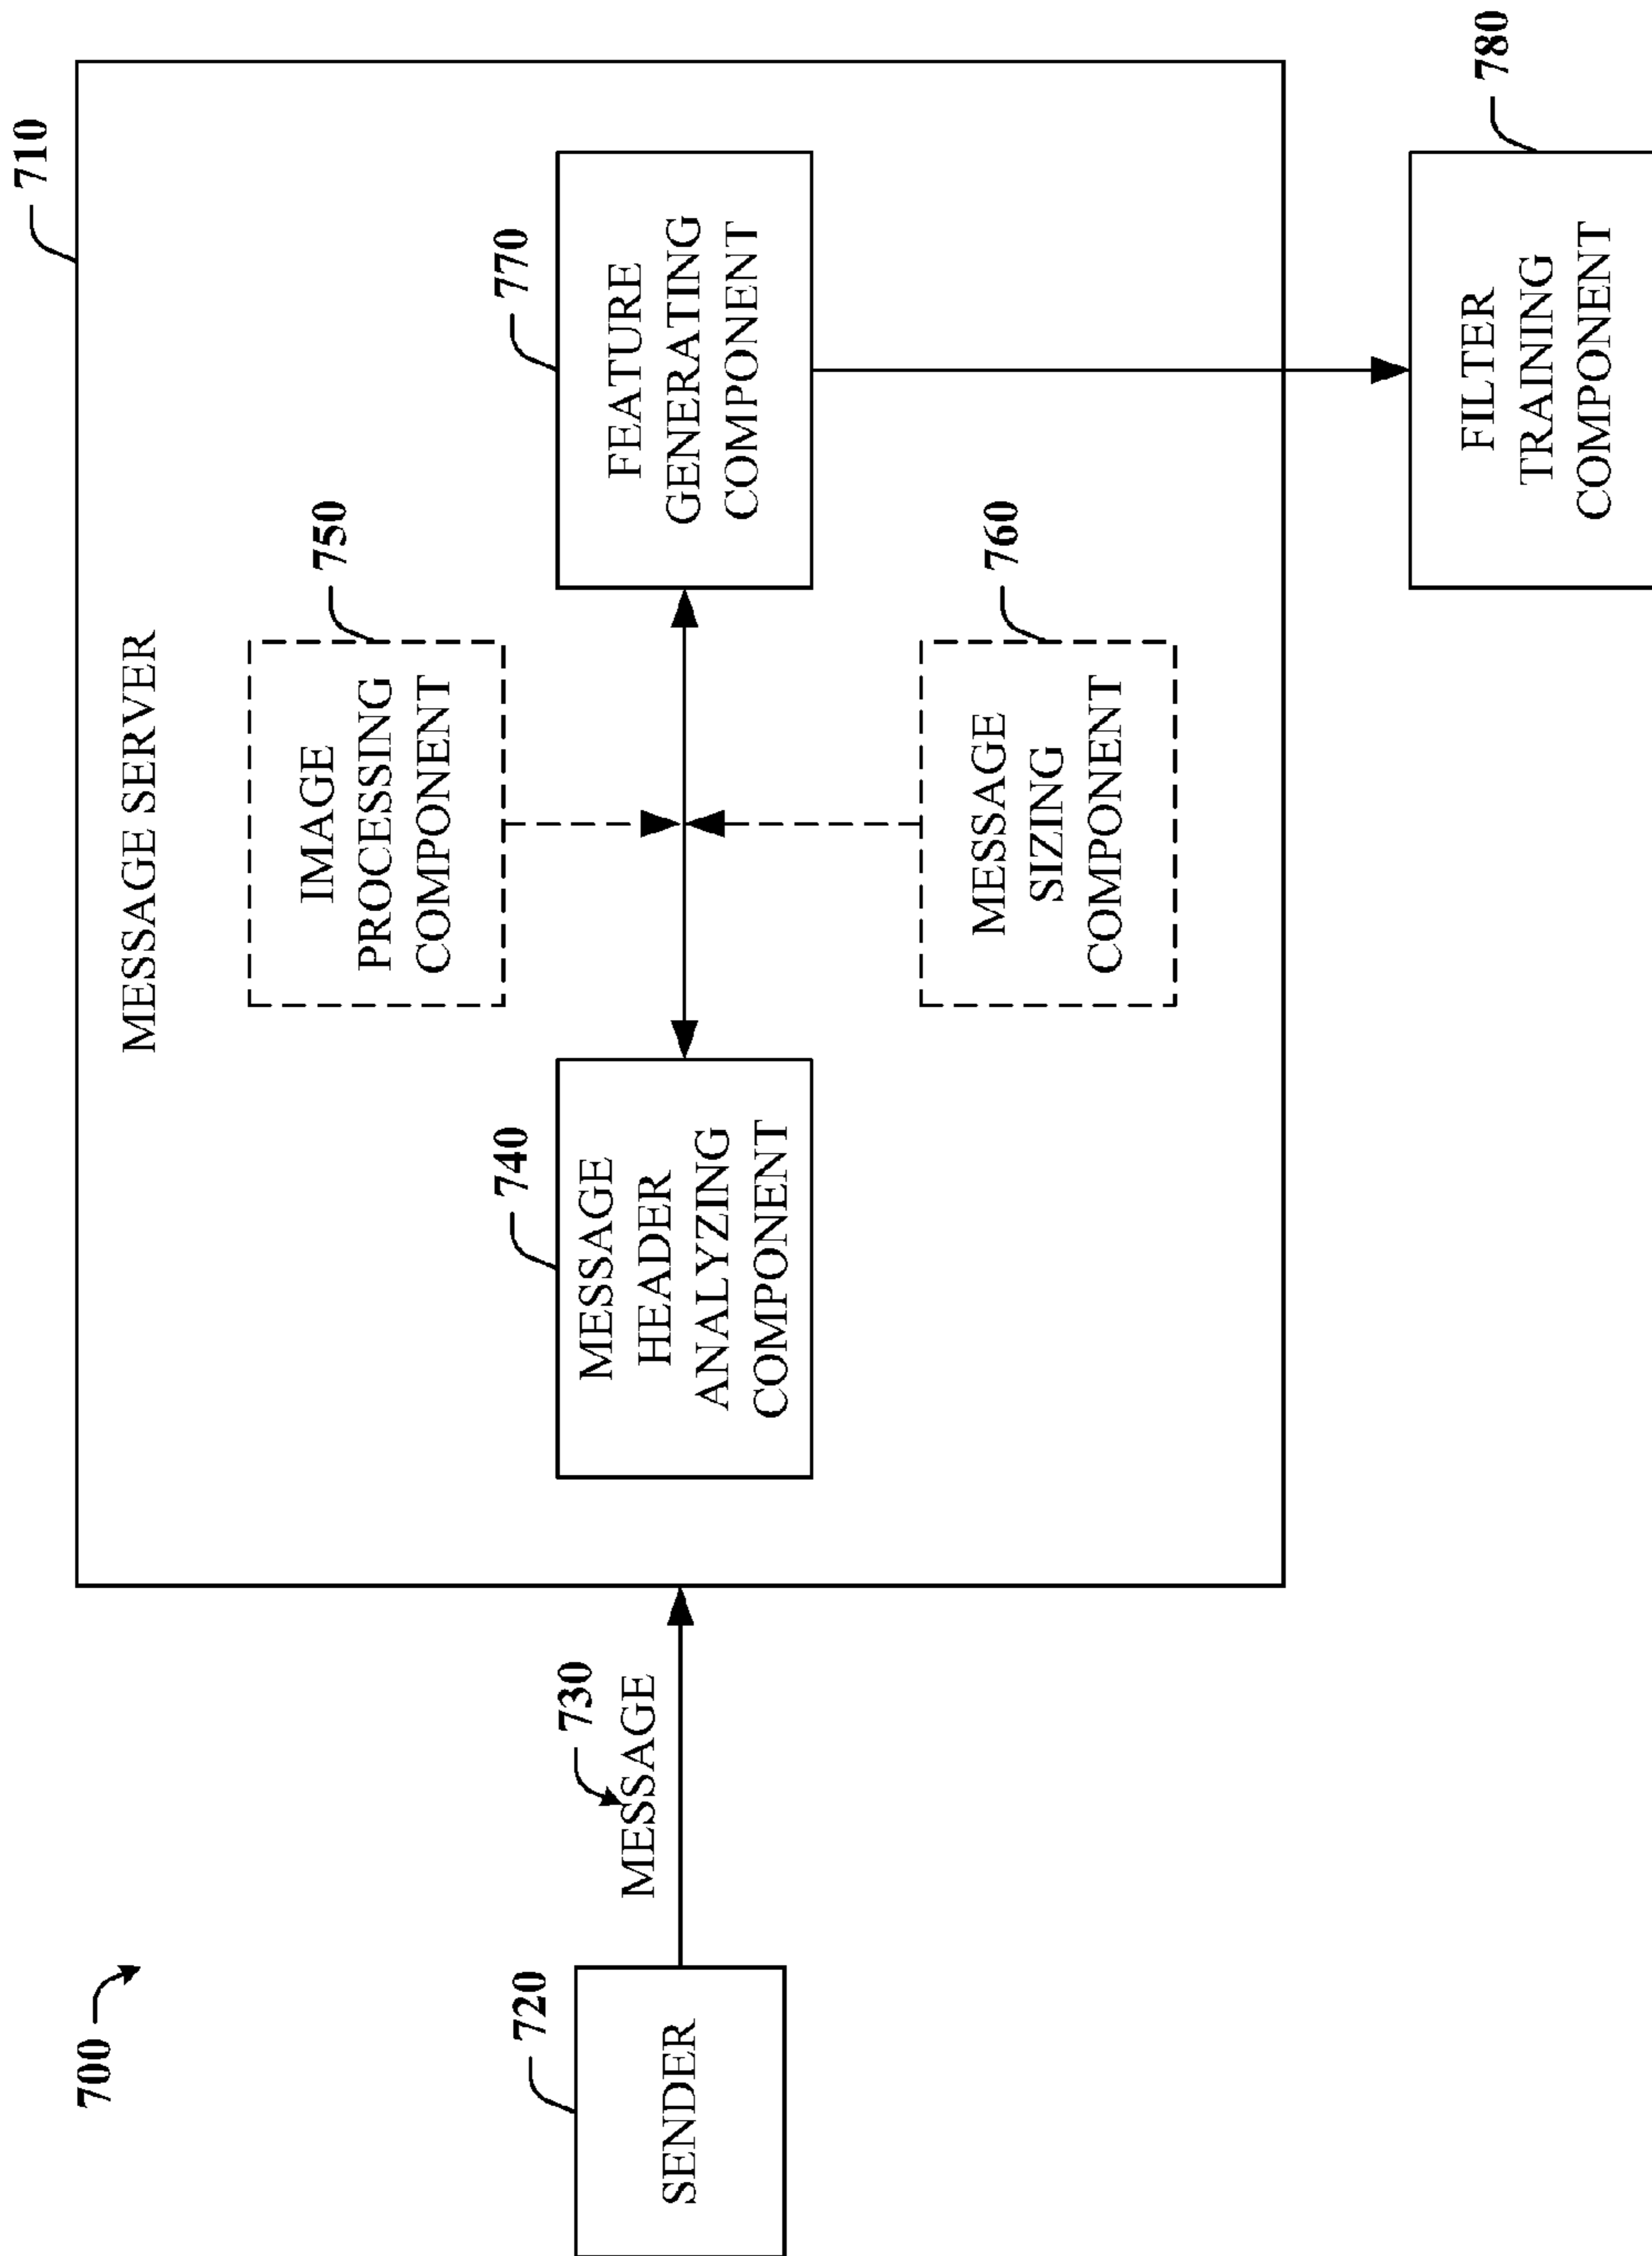 700
710
MESSAGE SERVER
720
SENDER
730
MESSAGE
740
MESSAGE
HEADER
ANALYZING
COMPONENT
750
IMAGE
PROCESSING
COMPONENT
760
MESSAGE
SIZING
COMPONENT
770
FEATURE
GENERATING
COMPONENT
780
FILTER
TRAINING
COMPONENT